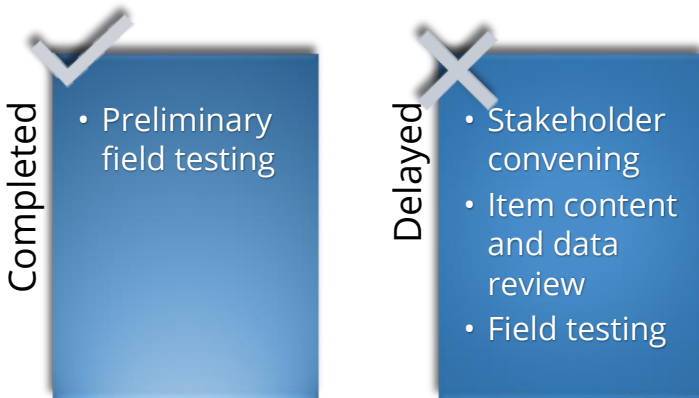 Completed
• Preliminary
field testing
Delayed
• Stakeholder
convening
• Item content
and data
review
• Field testing